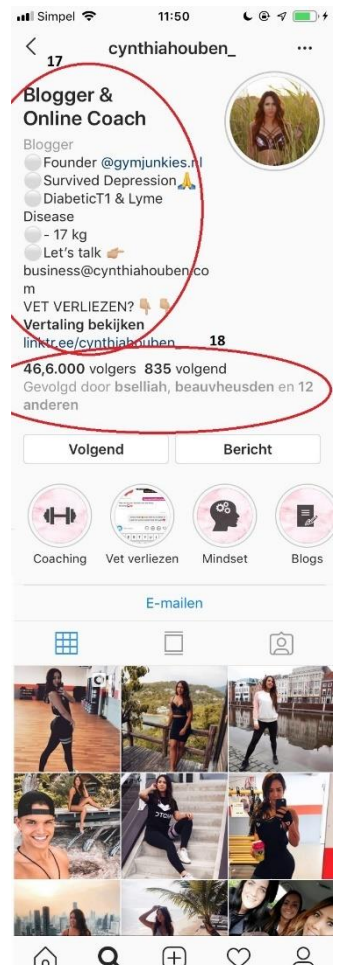 Simpel 11:50
cynthiahouben_ ...
17
Blogger &
Online Coach
Blogger
Founder @gymjunkies.nl
Survived Depression
DiabeticT1 & Lyme
Disease
- 17 kg
Let's talk
business@cynthiahouben.co
m
VET VERLIEZEN?
Vertaling bekijken
linktr.ee/cynthiahouben_ 18
46,6.000 volgers 835 volgend
Gevolgd door bselliah, beauvheusden en 12
anderen
Volgend Bericht
Coaching Vet verliezen Mindset Blogs
E-mailen